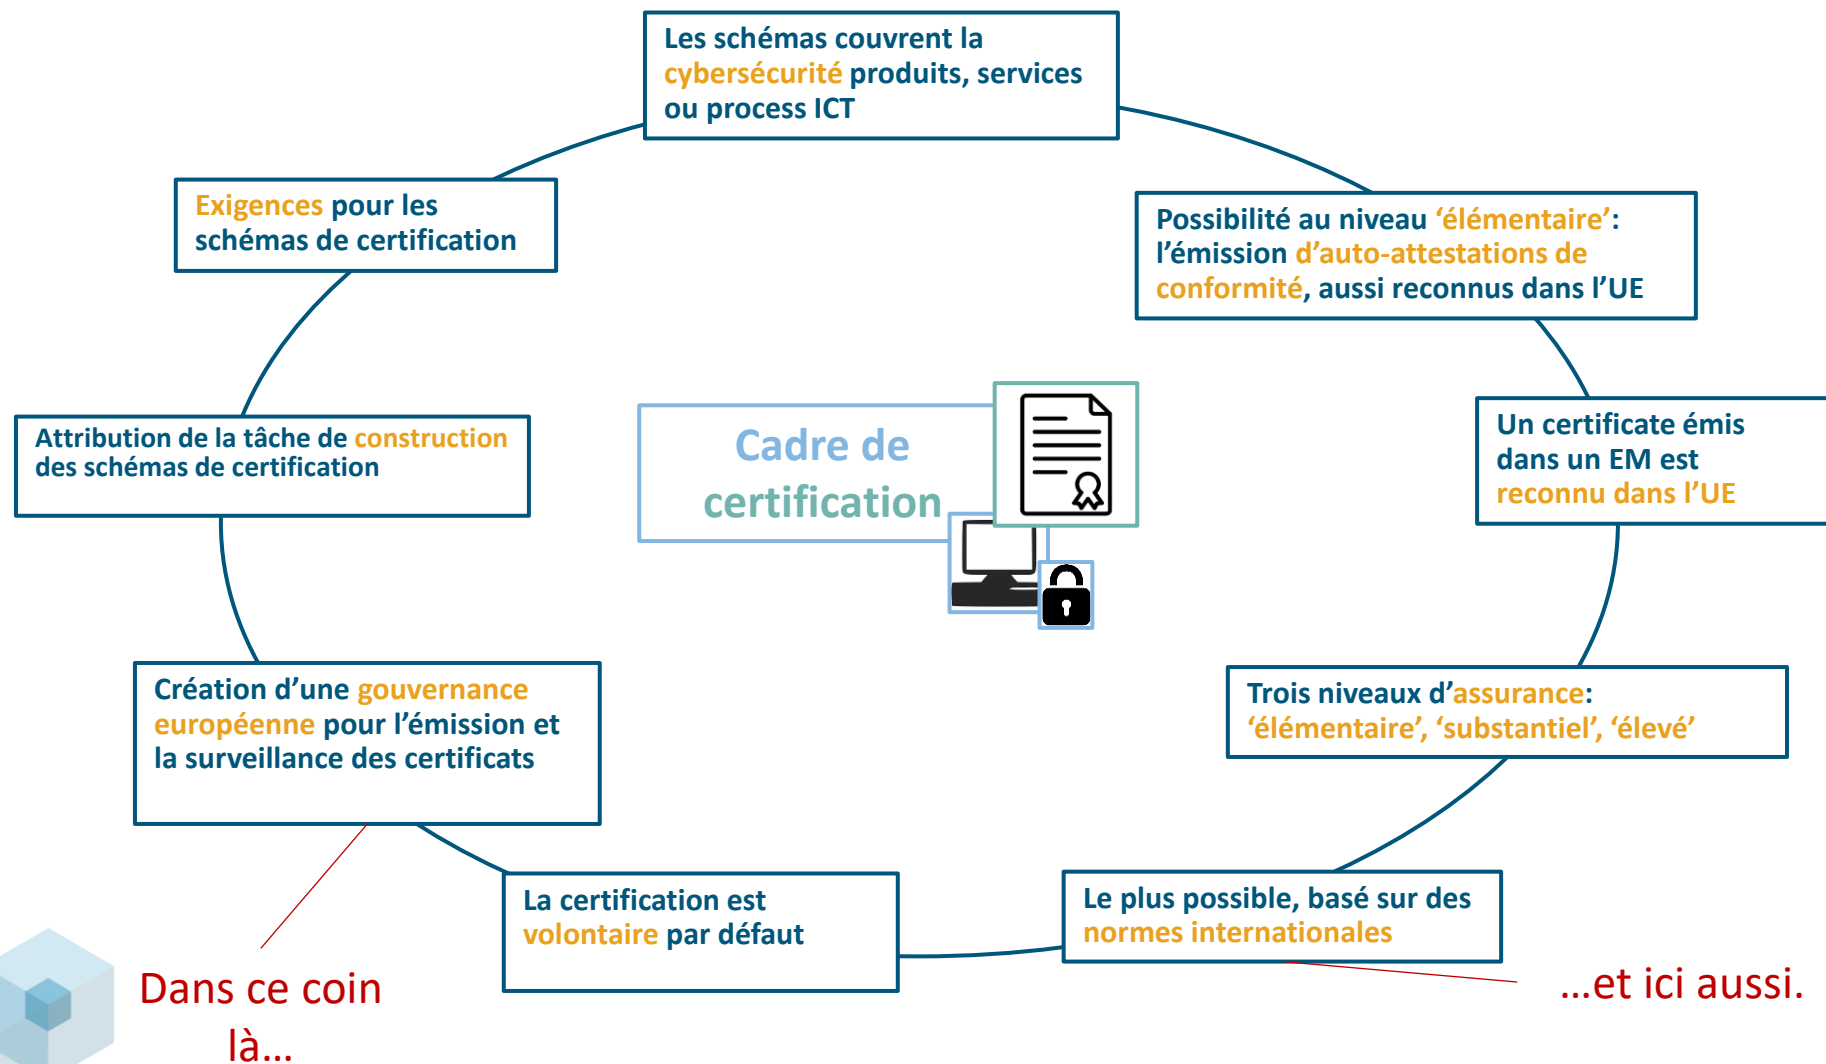 Les schémas couvrent la
cybersécurité produits, services
ou process ICT
Exigences pour les
schémas de certification
Possibilité au niveau ‘élémentaire’:
l’émission d’auto-attestations de
conformité, aussi reconnus dans l’UE
Attribution de la tâche de construction
des schémas de certification
Cadre de
certification
Un certificate émis
dans un EM est
reconnu dans l’UE
Création d’une gouvernance
européenne pour l’émission et
la surveillance des certificats
Trois niveaux d’assurance:
‘élémentaire’, ‘substantiel’, ‘élevé’
La certification est
volontaire par défaut
Le plus possible, basé sur des
normes internationales
Dans ce coin
là…
…et ici aussi.